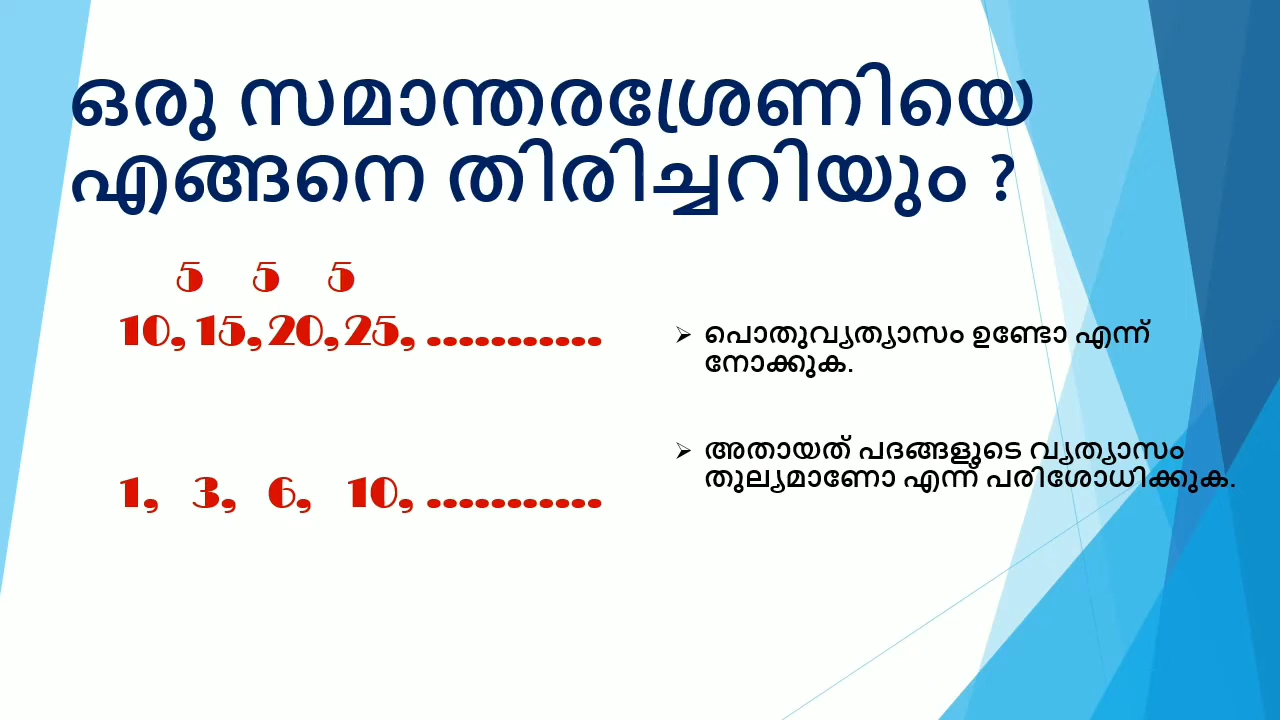 ഒരു സമാന്തരശ്രേണിയെ
എങ്ങനെ തിരിച്ചറിയും ?
5 5 5
10, 15, 20, 25, ...........
1, 3, 6, 10, ...........
➢ പൊതുവ്യത്യാസം ഉണ്ടോ എന്ന്
നോക്കുക.
➢ അതായത് പദങ്ങളുടെ വ്യത്യാസം
തുല്യമാണോ എന്ന് പരിശോധിക്കുക.